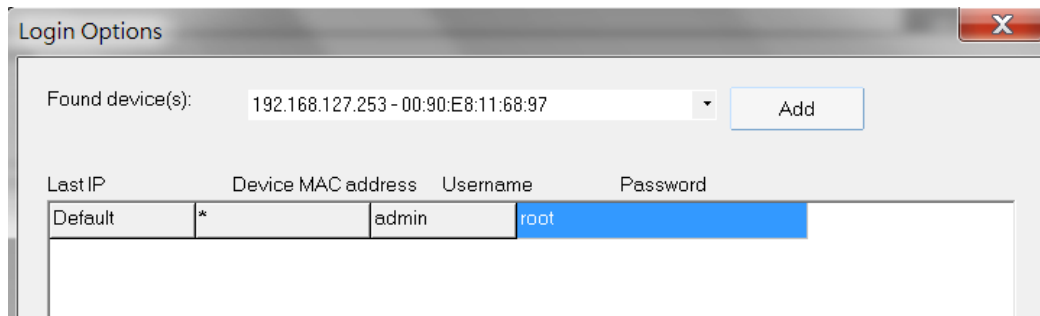 Login Options
Found device(s): 192.168.127.253 - 00:90:E8:11:68:97 Add
Last IP Device MAC address Username Password
Default * admin root